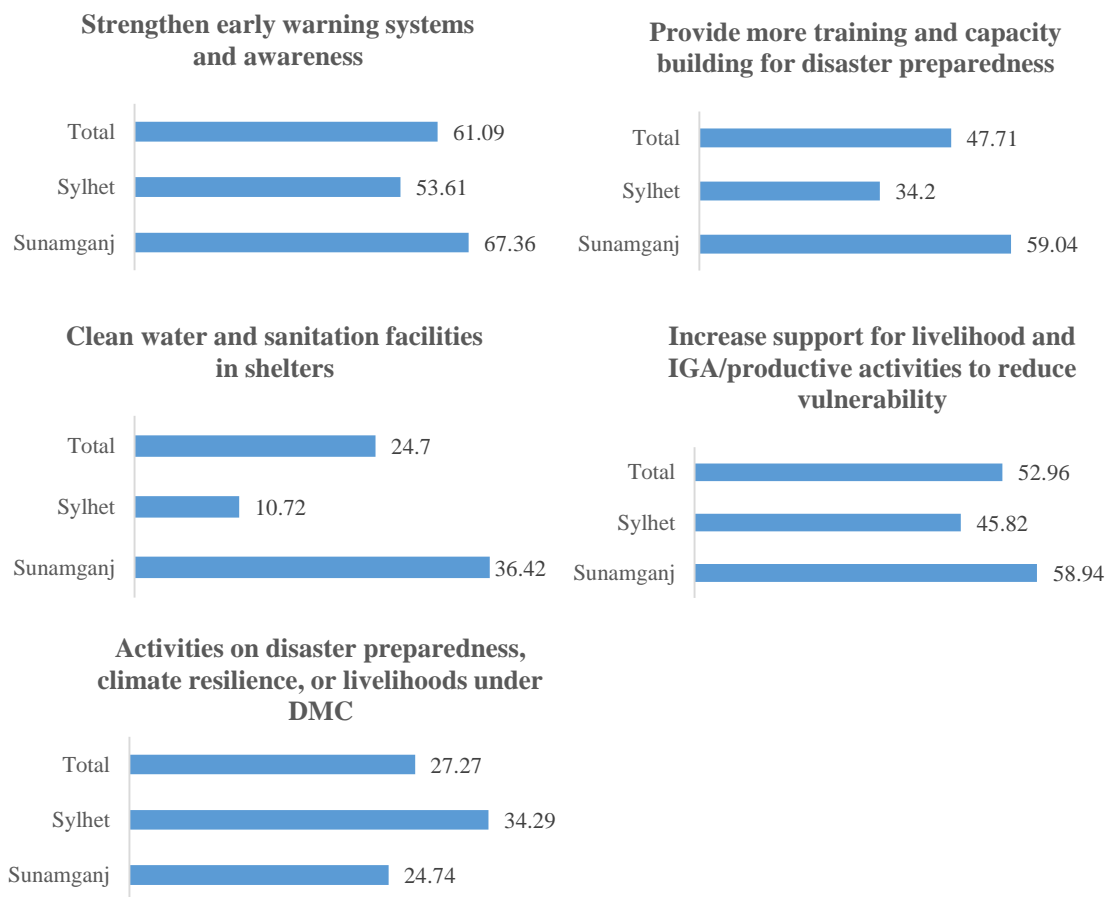 Strengthen early warning systems
and awareness
Total 61.09
Sylhet 53.61
Sunamganj 67.36
Provide more training and capacity
building for disaster preparedness
Total 47.71
Sylhet 34.2
Sunamganj 59.04
Clean water and sanitation facilities
in shelters
Total 24.7
Sylhet 10.72
Sunamganj 36.42
Increase support for livelihood and
IGA/productive activities to reduce
vulnerability
Total 52.96
Sylhet 45.82
Sunamganj 58.94
Activities on disaster preparedness,
climate resilience, or livelihoods under
DMC
Total 27.27
Sylhet 34.29
Sunamganj 24.74